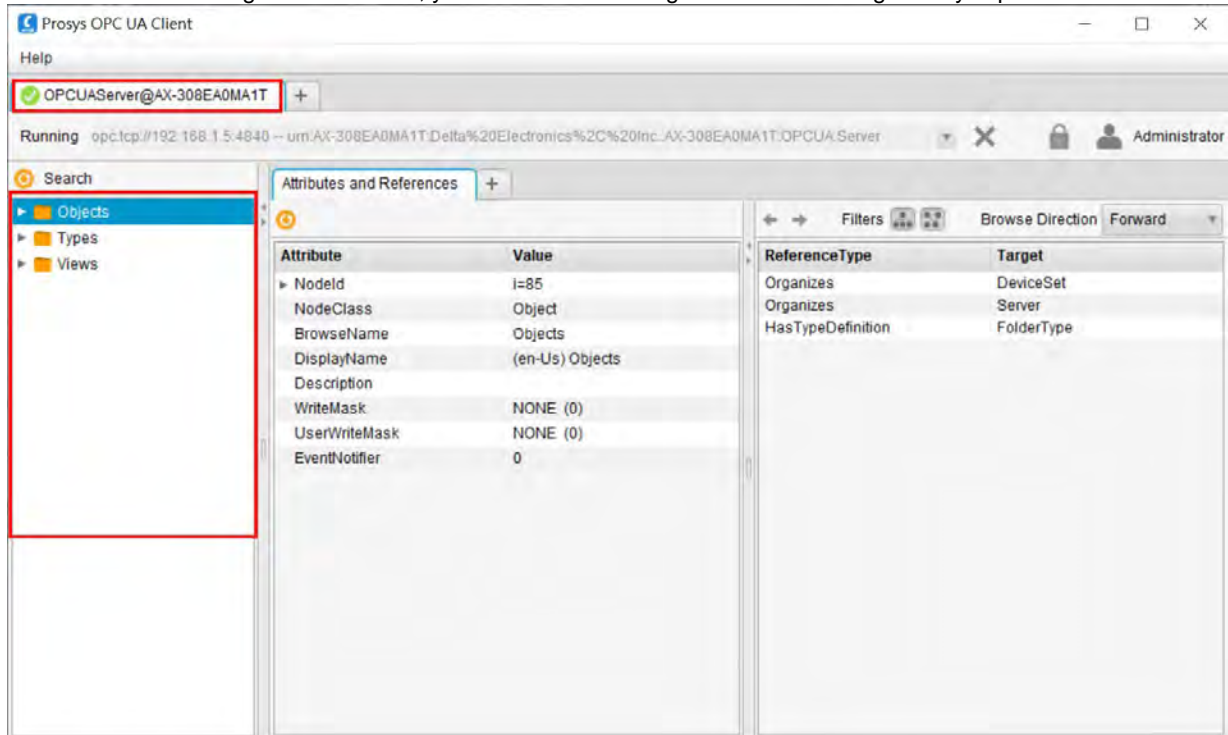 Prosys OPC UA Client
Help
OPCUAServer@AX-308EA0MA1T +
Running opc.tcp://192.168.1.5:4840 -- urn:AX-308EA0MA1T:Delta%20Electronics%2C%20Inc.:AX-308EA0MA1T:OPCUA:Server Administrator
Search
Objects
Types
Views
Attributes and References +
Attribute Value
NodeId i=85
NodeClass Object
BrowseName Objects
DisplayName (en-Us) Objects
Description
WriteMask NONE (0)
UserWriteMask NONE (0)
EventNotifier 0
Filters Browse Direction Forward
ReferenceType Target
Organizes DeviceSet
Organizes Server
HasTypeDefinition FolderType